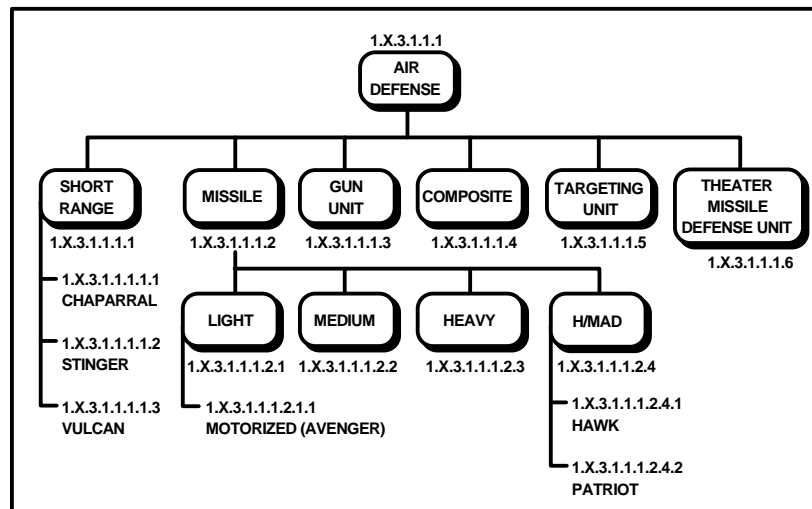 1.X.3.1.1.1
AIR
DEFENSE
SHORT
RANGE
1.X.3.1.1.1.1
1.X.3.1.1.1.1.1
CHAPARRAL
1.X.3.1.1.1.1.2
STINGER
1.X.3.1.1.1.1.3
VULCAN
MISSILE
1.X.3.1.1.1.2
GUN
UNIT
1.X.3.1.1.1.3
COMPOSITE
1.X.3.1.1.1.4
TARGETING
UNIT
1.X.3.1.1.1.5
THEATER
MISSILE
DEFENSE UNIT
1.X.3.1.1.1.6
LIGHT
1.X.3.1.1.1.2.1
1.X.3.1.1.1.2.1.1
MOTORIZED (AVENGER)
MEDIUM
1.X.3.1.1.1.2.2
HEAVY
1.X.3.1.1.1.2.3
H/MAD
1.X.3.1.1.1.2.4
1.X.3.1.1.1.2.4.1
HAWK
1.X.3.1.1.1.2.4.2
PATRIOT